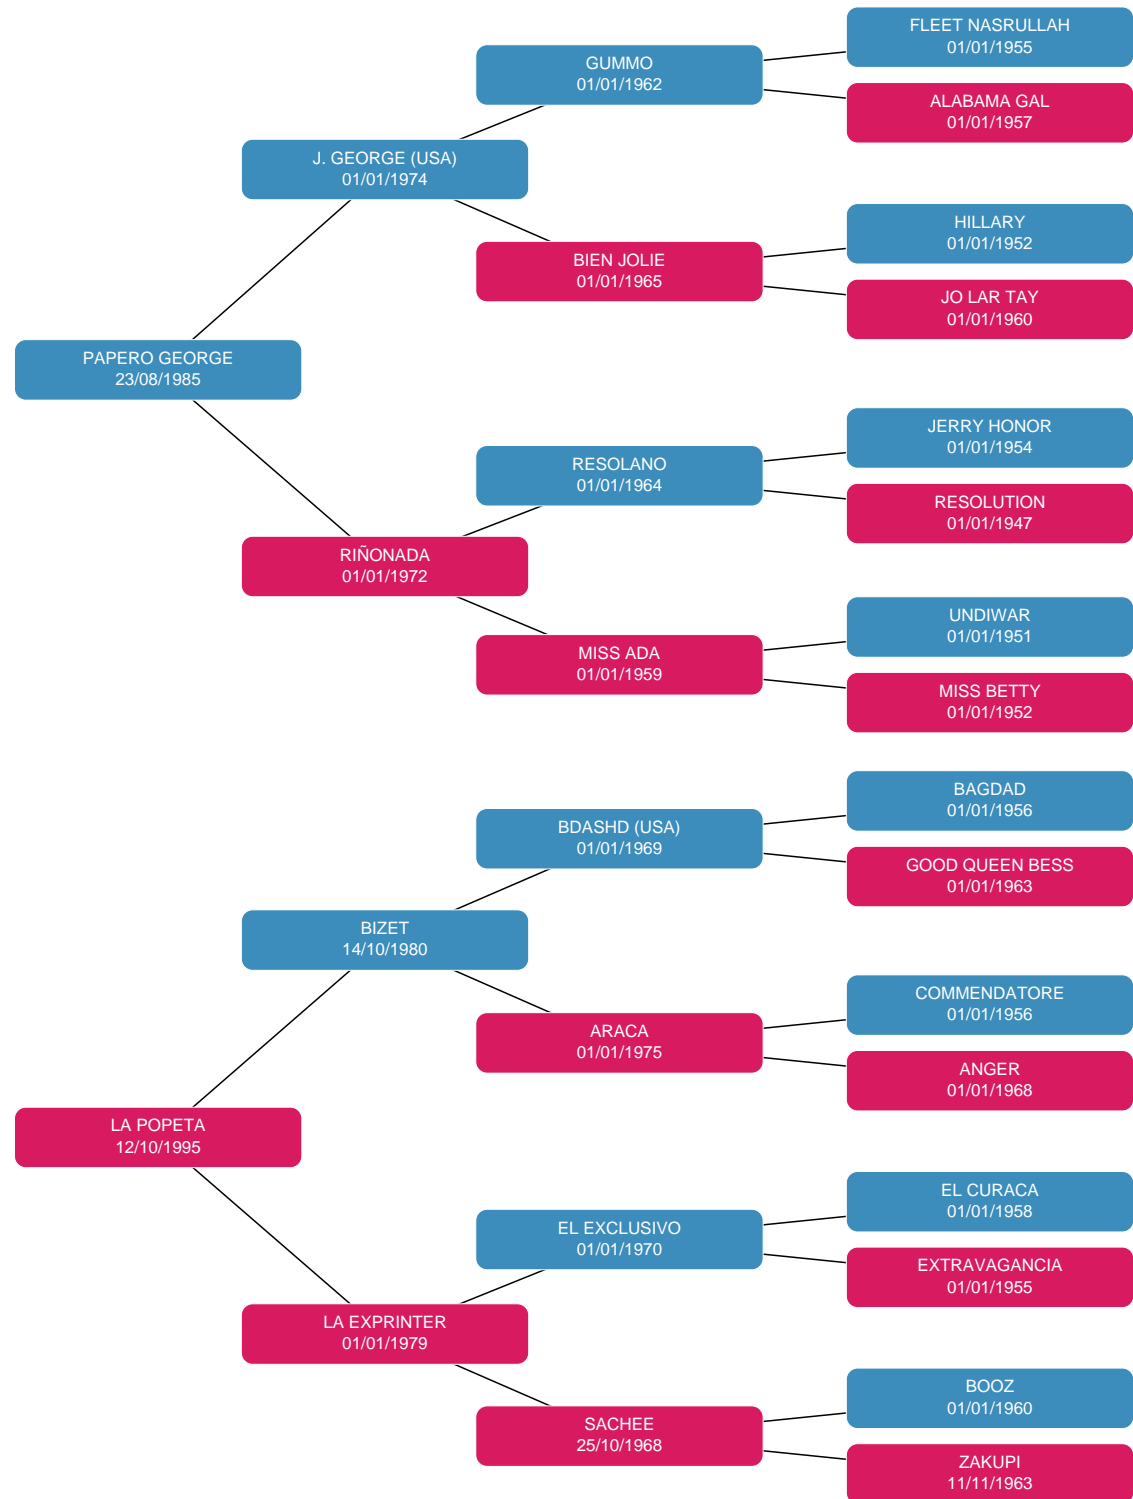 FLEET NASRULLAH
01/01/1955
GUMMO
01/01/1962
ALABAMA GAL
01/01/1957
J. GEORGE (USA)
01/01/1974
HILLARY
01/01/1952
BIEN JOLIE
01/01/1965
JO LAR TAY
01/01/1960
PAPERO GEORGE
23/08/1985
JERRY HONOR
01/01/1954
RESOLANO
01/01/1964
RESOLUTION
01/01/1947
RIÑONADA
01/01/1972
UNDIWAR
01/01/1951
MISS ADA
01/01/1959
MISS BETTY
01/01/1952
BAGDAD
01/01/1956
BDASHD (USA)
01/01/1969
GOOD QUEEN BESS
01/01/1963
BIZET
14/10/1980
COMMENDATORE
01/01/1956
ARACA
01/01/1975
ANGER
01/01/1968
LA POPETA
12/10/1995
EL CURACA
01/01/1958
EL EXCLUSIVO
01/01/1970
EXTRAVAGANCIA
01/01/1955
LA EXPRINTER
01/01/1979
BOOZ
01/01/1960
SACHEE
25/10/1968
ZAKUPI
11/11/1963